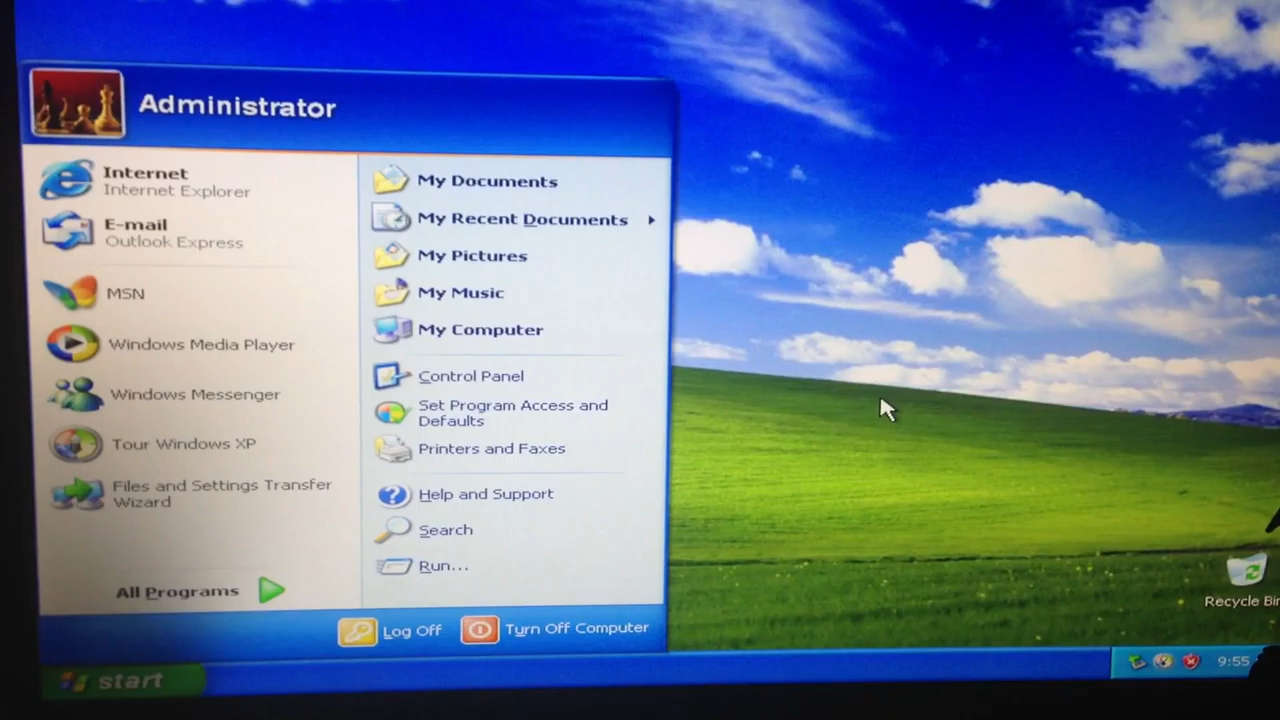 Administrator
Internet
Internet Explorer
E-mail
Outlook Express
MSN
Windows Media Player
Windows Messenger
Tour Windows XP
Files and Settings Transfer
Wizard
All Programs
My Documents
My Recent Documents
My Pictures
My Music
My Computer
Control Panel
Set Program Access and
Defaults
Printers and Faxes
Help and Support
Search
Run...
Log Off
Turn Off Computer
Recycle Bin
start
9:55